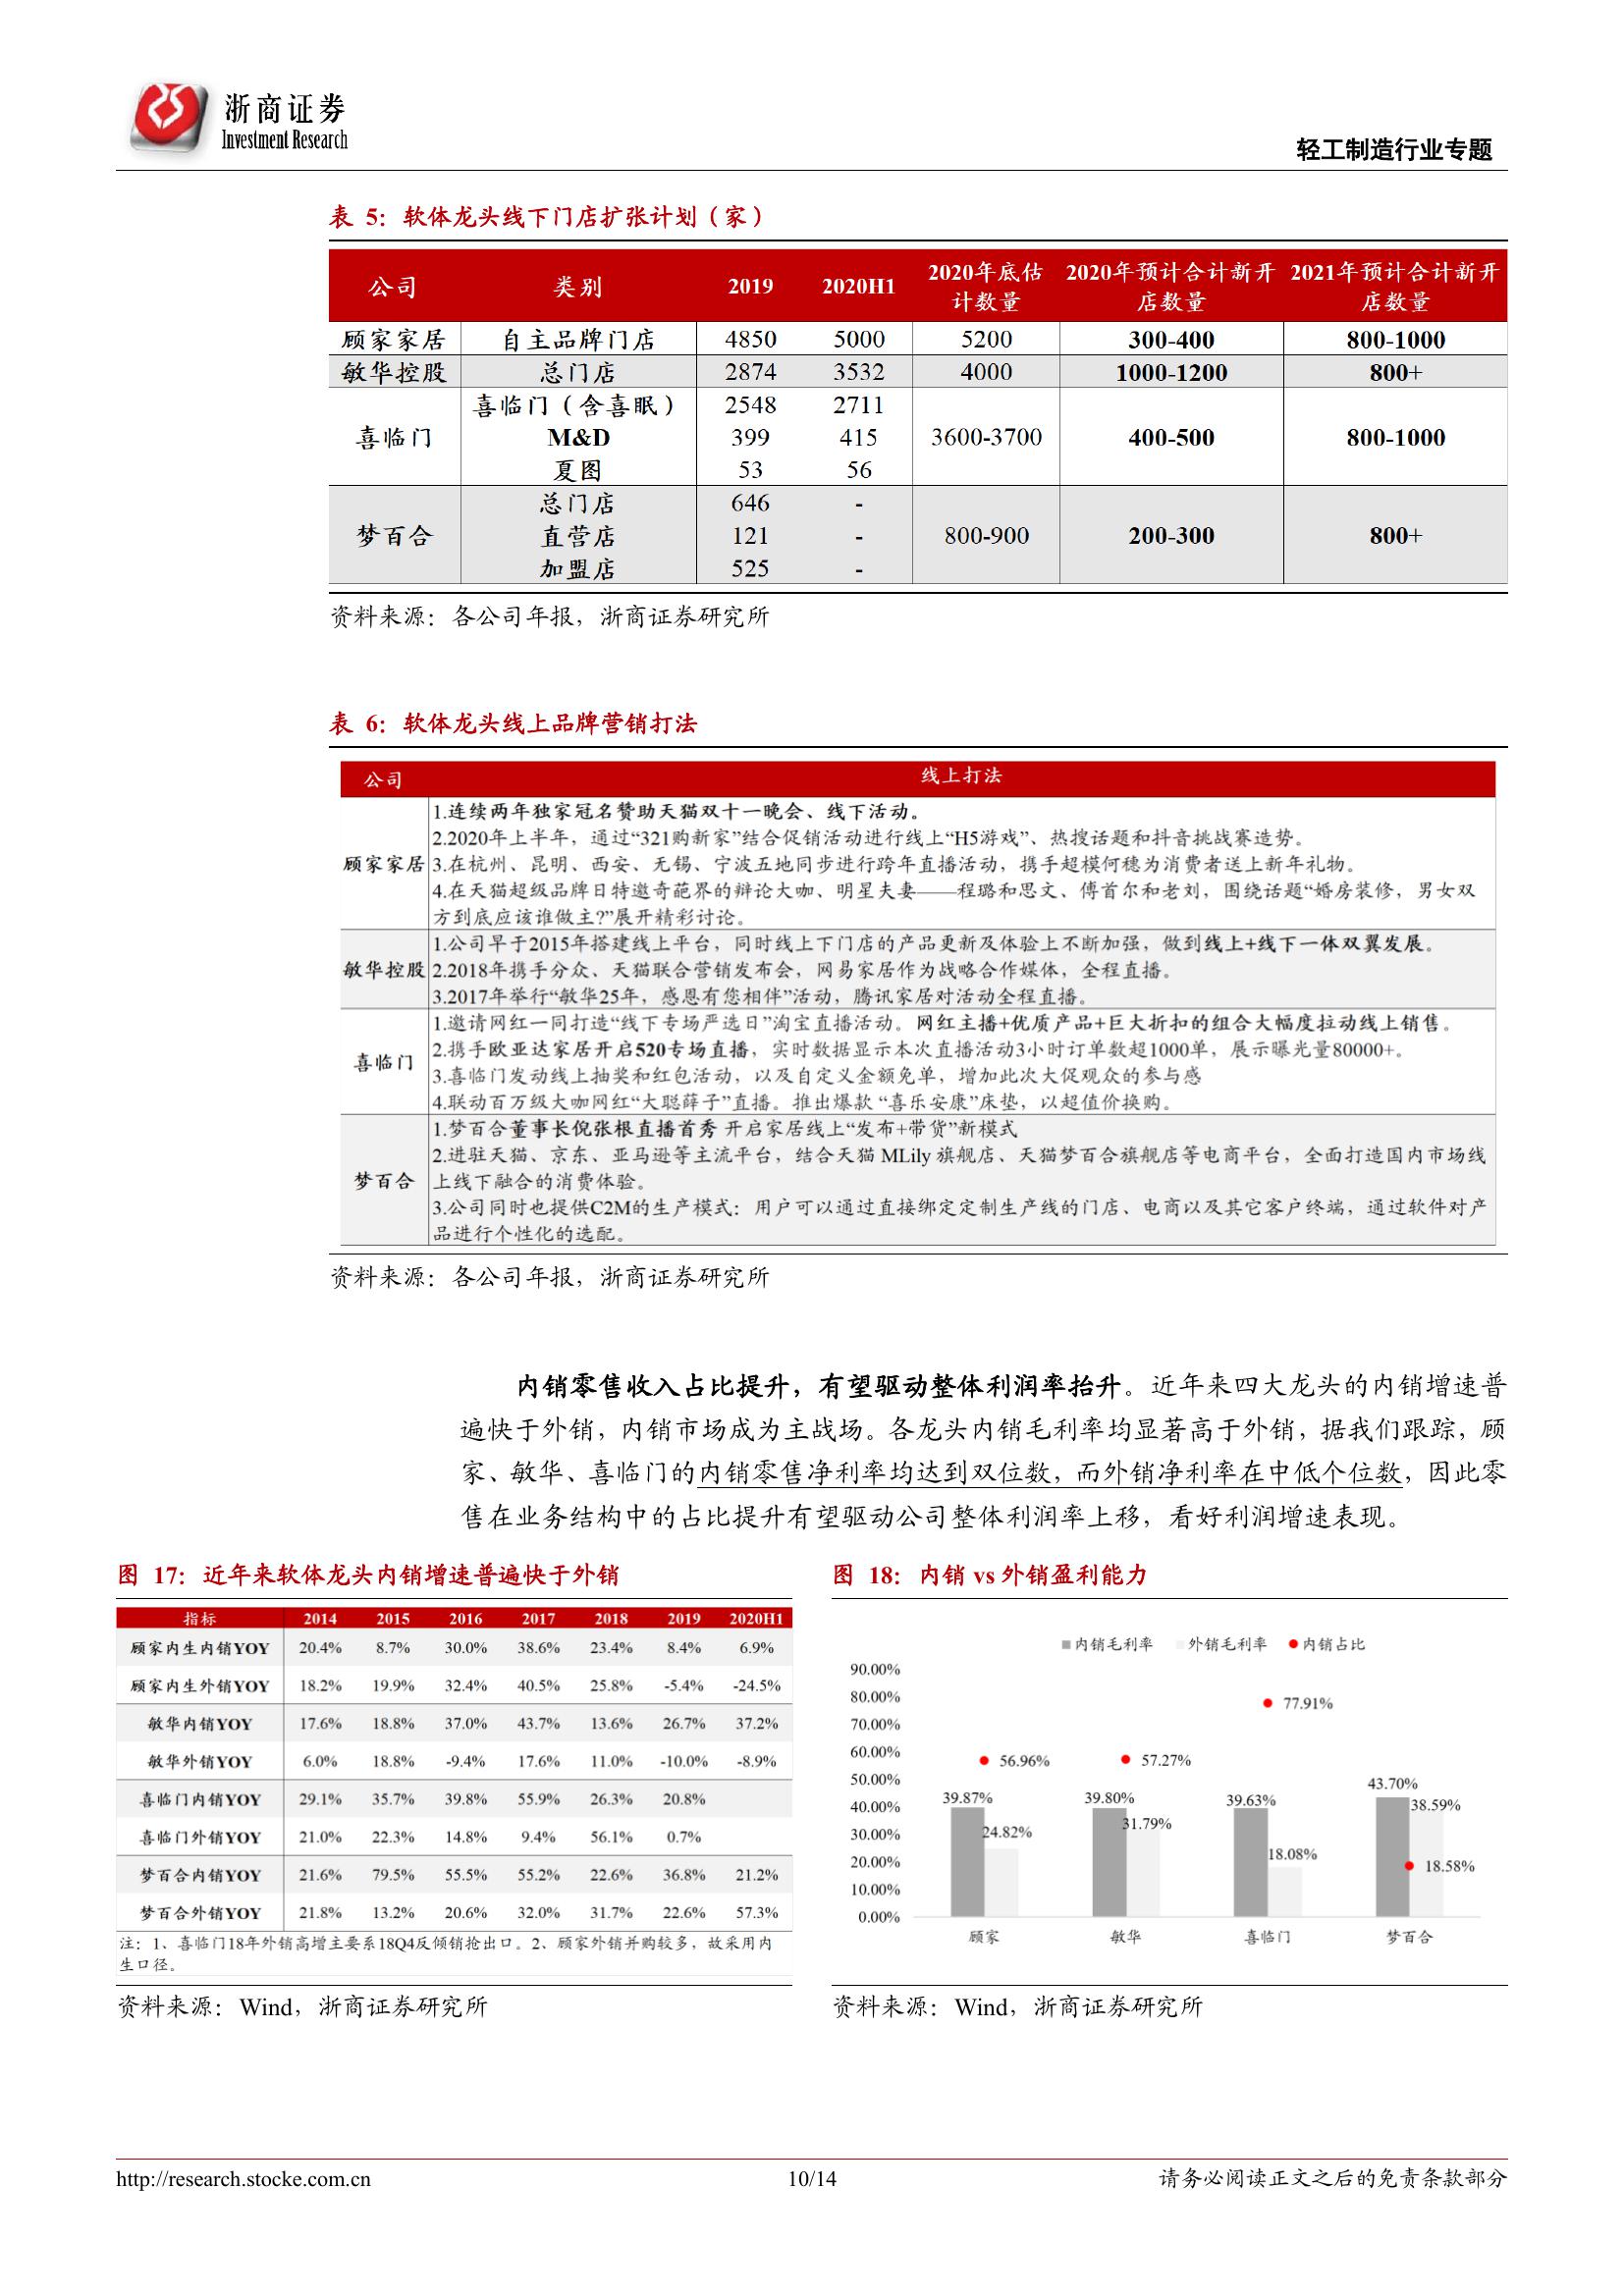 浙商证券
Investment Research
轻工制造行业专题
表 5：软体龙头线下门店扩张计划（家）
公司 类别 2019 2020H1 2020年底估计数量 2020年预计合计新开店数量 2021年预计合计新开店数量
顾家家居 自主品牌门店 4850 5000 5200 300-400 800-1000
敏华控股 总门店 2874 3532 4000 1000-1200 800+
喜临门 喜临门（含喜眠） 2548 2711 3600-3700 400-500 800-1000
M&D 399 415
夏图 53 56
梦百合 总门店 646 - 800-900 200-300 800+
直营店 121 -
加盟店 525 -
资料来源：各公司年报，浙商证券研究所
表 6：软体龙头线上品牌营销打法
公司 线上打法
顾家家居
1.连续两年独家冠名赞助天猫双十一晚会、线下活动。
2.2020年上半年，通过“321购新家”结合促销活动进行线上“H5游戏”、热搜话题和抖音挑战赛造势。
3.在杭州、昆明、西安、无锡、宁波五地同步进行跨年直播活动，携手超模何穗为消费者送上新年礼物。
4.在天猫超级品牌日特邀奇葩界的辩论大咖、明星夫妻——程璐和思文、傅首尔和老刘，围绕话题“婚房装修，男女双
方到底应该谁做主?”展开精彩讨论。
敏华控股
1.公司早于2015年搭建线上平台，同时线上下门店的产品更新及体验上不断加强，做到线上+线下一体双翼发展。
2.2018年携手分众、天猫联合营销发布会，网易家居作为战略合作媒体，全程直播。
3.2017年举行“敏华25年，感恩有您相伴”活动，腾讯家居对活动全程直播。
喜临门
1.邀请网红一同打造“线下专场严选日”淘宝直播活动。网红主播+优质产品+巨大折扣的组合大幅度拉动线上销售。
2.携手欧亚达家居开启520专场直播，实时数据显示本次直播活动3小时订单数超1000单，展示曝光量80000+。
3.喜临门发动线上抽奖和红包活动，以及自定义金额免单，增加此次大促观众的参与感
4.联动百万级大咖网红“大聪薛子”直播。推出爆款 “喜乐安康”床垫，以超值价换购。
梦百合
1.梦百合董事长倪张根直播首秀 开启家居线上“发布+带货”新模式
2.进驻天猫、京东、亚马逊等主流平台，结合天猫 MLily 旗舰店、天猫梦百合旗舰店等电商平台，全面打造国内市场线
上线下融合的消费体验。
3.公司同时也提供C2M的生产模式：用户可以通过直接绑定定制生产线的门店、电商以及其它客户终端，通过软件对产
品进行个性化的选配。
资料来源：各公司年报，浙商证券研究所
内销零售收入占比提升，有望驱动整体利润率抬升。近年来四大龙头的内销增速普
遍快于外销，内销市场成为主战场。各龙头内销毛利率均显著高于外销，据我们跟踪，顾
家、敏华、喜临门的内销零售净利率均达到双位数，而外销净利率在中低个位数，因此零
售在业务结构中的占比提升有望驱动公司整体利润率上移，看好利润增速表现。
图 17：近年来软体龙头内销增速普遍快于外销
指标 2014 2015 2016 2017 2018 2019 2020H1
顾家内生内销YOY 20.4% 8.7% 30.0% 38.6% 23.4% 8.4% 6.9%
顾家内生外销YOY 18.2% 19.9% 32.4% 40.5% 25.8% -5.4% -24.5%
敏华内销YOY 17.6% 18.8% 37.0% 43.7% 13.6% 26.7% 37.2%
敏华外销YOY 6.0% 18.8% -9.4% 17.6% 11.0% -10.0% -8.9%
喜临门内销YOY 29.1% 35.7% 39.8% 55.9% 26.3% 20.8%
喜临门外销YOY 21.0% 22.3% 14.8% 9.4% 56.1% 0.7%
梦百合内销YOY 21.6% 79.5% 55.5% 55.2% 22.6% 36.8% 21.2%
梦百合外销YOY 21.8% 13.2% 20.6% 32.0% 31.7% 22.6% 57.3%
注：1、喜临门18年外销高增主要系18Q4反倾销抢出口。2、顾家外销并购较多，故采用内
生口径。
资料来源：Wind，浙商证券研究所
图 18：内销 vs 外销盈利能力
内销毛利率 外销毛利率 内销占比
90.00%
80.00%
70.00%
60.00%
50.00%
40.00%
30.00%
20.00%
10.00%
0.00%
77.91%
56.96% 57.27%
43.70%
39.87% 39.80% 39.63% 38.59%
24.82% 31.79% 18.08% 18.58%
顾家 敏华 喜临门 梦百合
资料来源：Wind，浙商证券研究所
http://research.stocke.com.cn 10/14 请务必阅读正文之后的免责条款部分